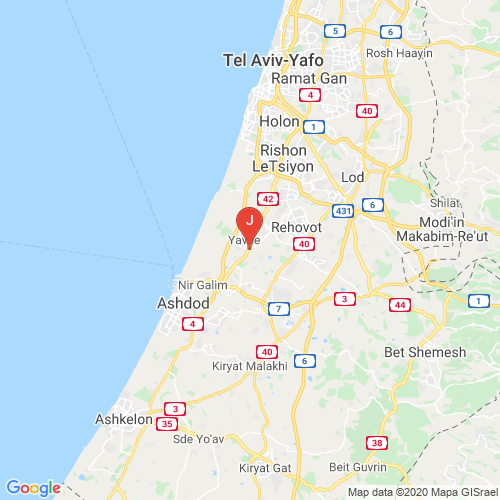 5
6
Rosh Haayin
Tel Aviv-Yafo
Ramat Gan
4
40
Holon
1
Rishon
LeTsiyon
Lod
42
6
Shilat
431
J
Rehovot
Modi'in
Makabim-Re'ut
Yavne
40
Nir Galim
Ashdod
3
44
1
7
4
40
Bet Shemesh
6
Kiryat Malakhi
3
Ashkelon
35
Sde Yo'av
38
Kiryat Gat
Beit Guvrin
Google
Map data ©2020 Mapa GISrael